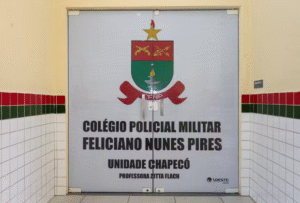 COLÉGIO POLICIAL MILITAR
FELICIANO NUNES PIRES
UNIDADE CHAPECÓ
PROFESSORA ZITTA FLACH